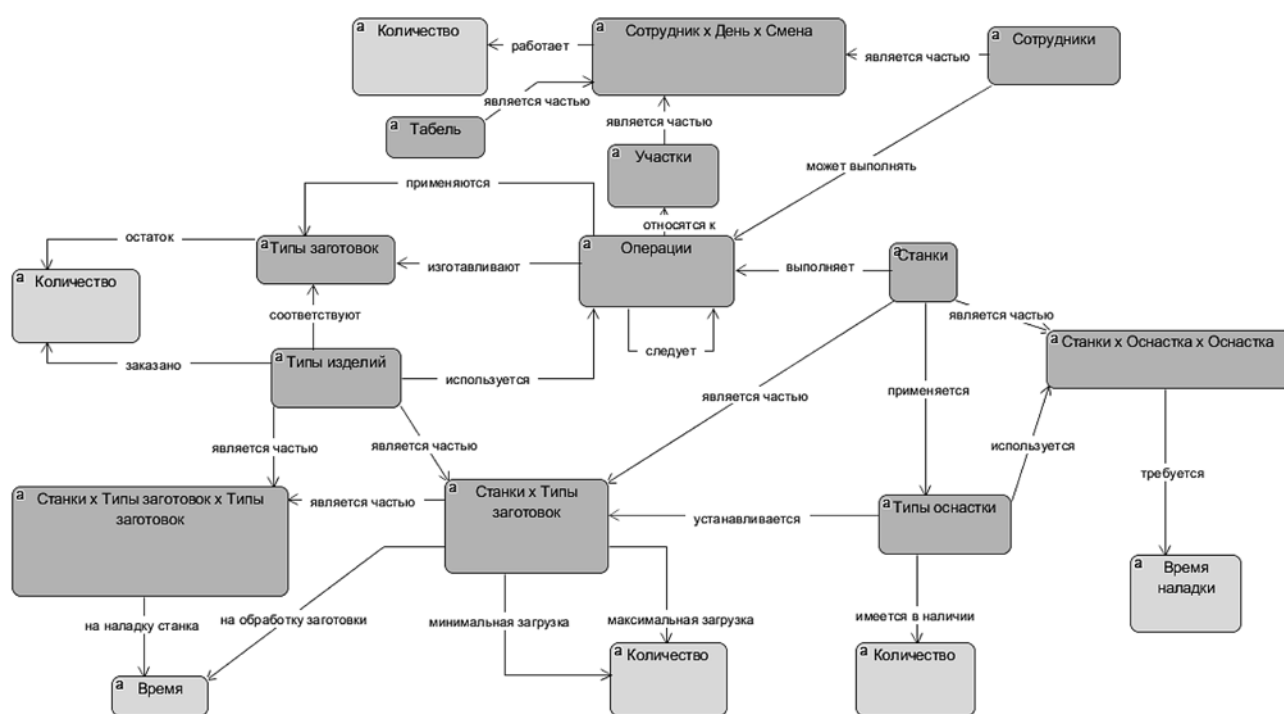 a Количество
работает
a Сотрудник х День х Смена
является частью
a Сотрудники
является частью
a Табель
является частью
a Участки
может выполнять
применяются
относятся к
остаток
a Типы заготовок
изготавливают
a Операции
выполняет
a Станки
a Количество
соответствуют
является частью
следует
заказано
a Типы изделий
используется
a Станки х Оснастка х Оснастка
является частью
применяется
является частью
является частью
используется
требуется
a Станки х Типы заготовок х Типы
заготовок
является частью
a Станки х Типы
заготовок
устанавливается
a Типы оснастки
a Время
наладки
на наладку станка
на обработку заготовки
минимальная загрузка
максимальная загрузка
имеется в наличии
a Количество
a Количество
a Время